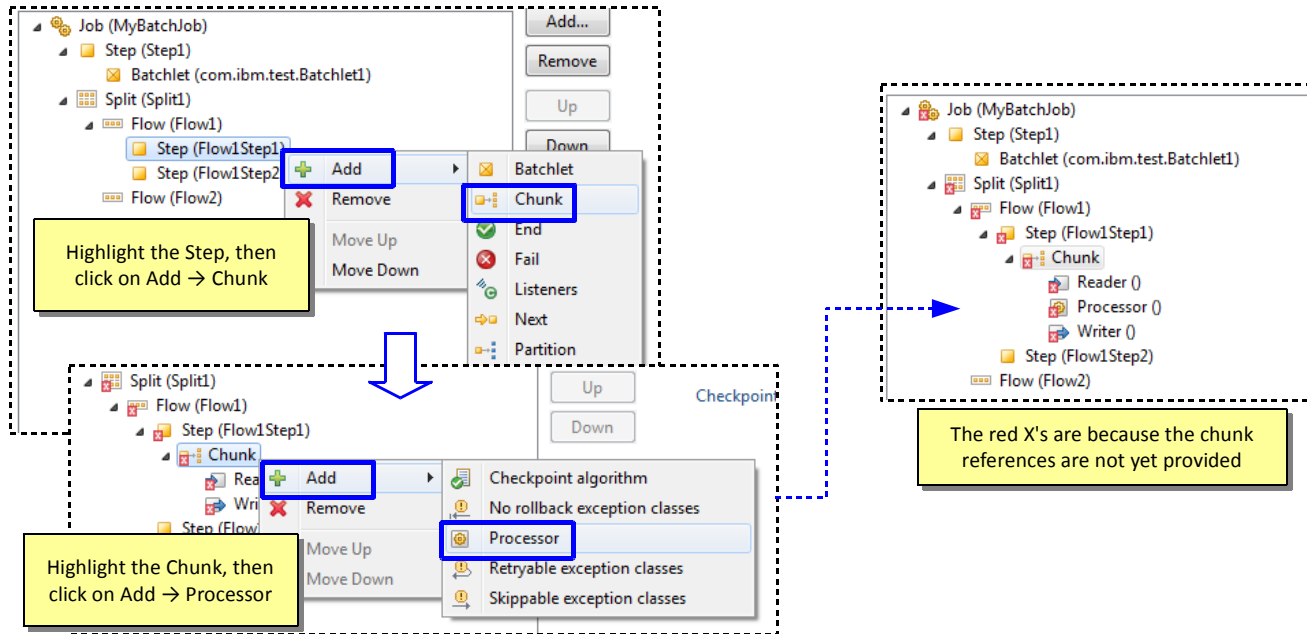 Job (MyBatchJob)
Step (Step1)
Batchlet (com.ibm.test.Batchlet1)
Split (Split1)
Flow (Flow1)
Step (Flow1Step1)
Step (Flow1Step2
Flow (Flow2)
Add...
Remove
Up
Down
Add
Remove
Move Up
Move Down
Batchlet
Chunk
End
Fail
Listeners
Next
Partition
Highlight the Step, then
click on Add → Chunk
Split (Split1)
Flow (Flow1)
Step (Flow1Step1)
Chunk
Rea
Wri
Step (Flow
Up
Down
Checkpoint
Add
Remove
Move Up
Move Down
Checkpoint algorithm
No rollback exception classes
Processor
Retryable exception classes
Skippable exception classes
Highlight the Chunk, then
click on Add → Processor
Job (MyBatchJob)
Step (Step1)
Batchlet (com.ibm.test.Batchlet1)
Split (Split1)
Flow (Flow1)
Step (Flow1Step1)
Chunk
Reader ()
Processor ()
Writer ()
Step (Flow1Step2)
Flow (Flow2)
The red X's are because the chunk
references are not yet provided